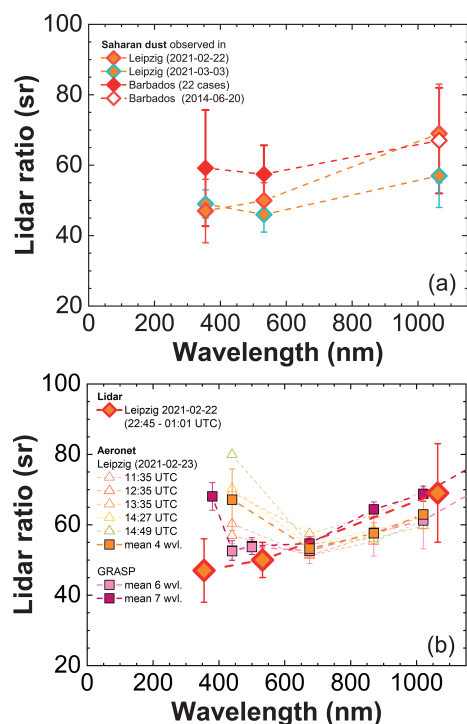 100
80
60
40
20
Lidar ratio (sr)
Saharan dust observed in
Leipzig (2021-02-22)
Leipzig (2021-03-03)
Barbados (22 cases)
Barbados (2014-06-20)
(a)
0 200 400 600 800 1000
Wavelength (nm)
100
80
60
40
20
Lidar ratio (sr)
Lidar
Leipzig 2021-02-22
(22:45 - 01:01 UTC)
Aeronet
Leipzig (2021-02-23)
11:35 UTC
12:35 UTC
13:35 UTC
14:27 UTC
14:49 UTC
mean 4 wvl.
GRASP
mean 6 wvl.
mean 7 wvl.
(b)
0 200 400 600 800 1000
Wavelength (nm)